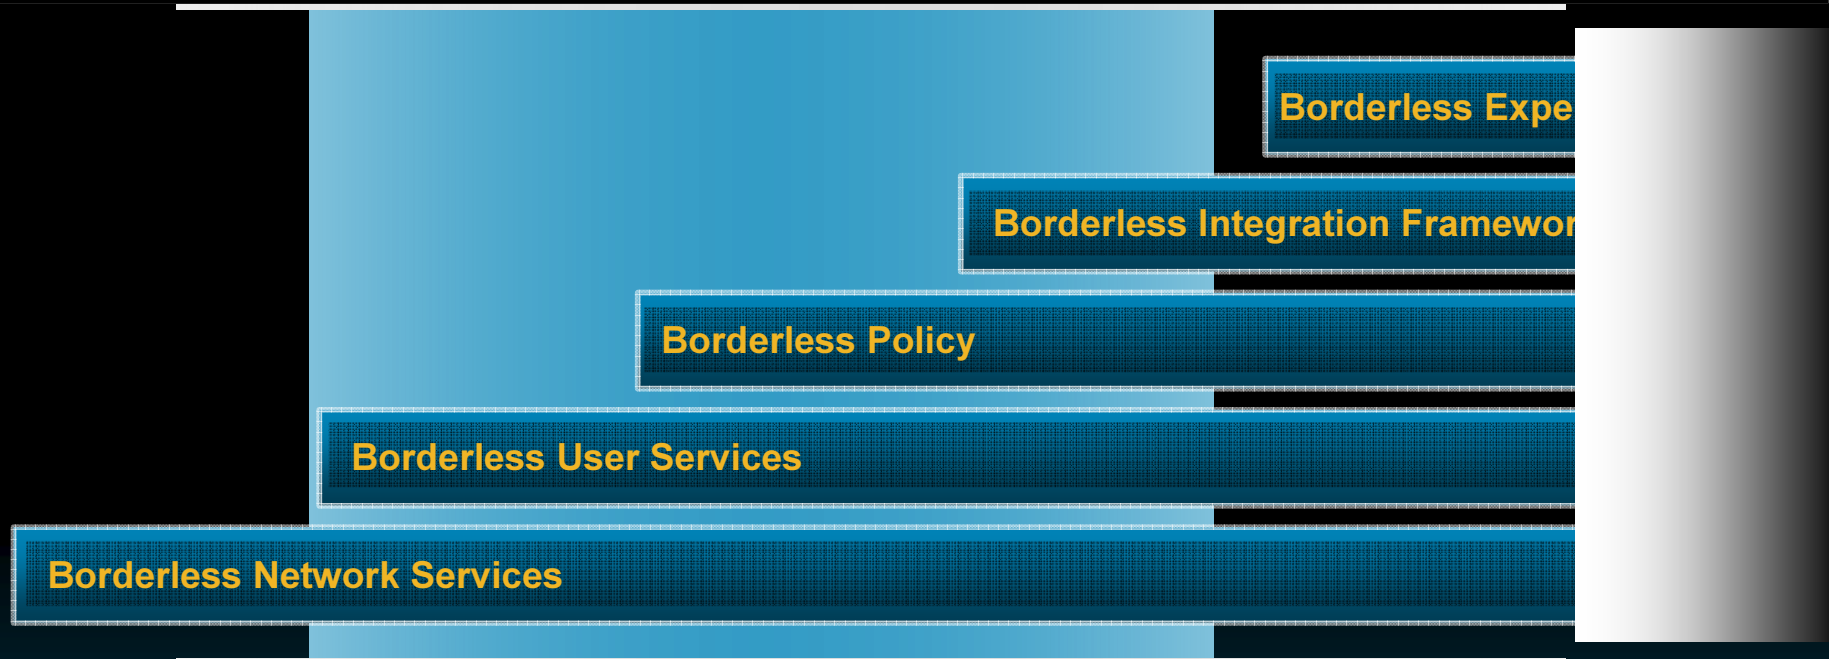 Borderless Expe
Borderless Integration Framewor
Borderless Policy
Borderless User Services
Borderless Network Services